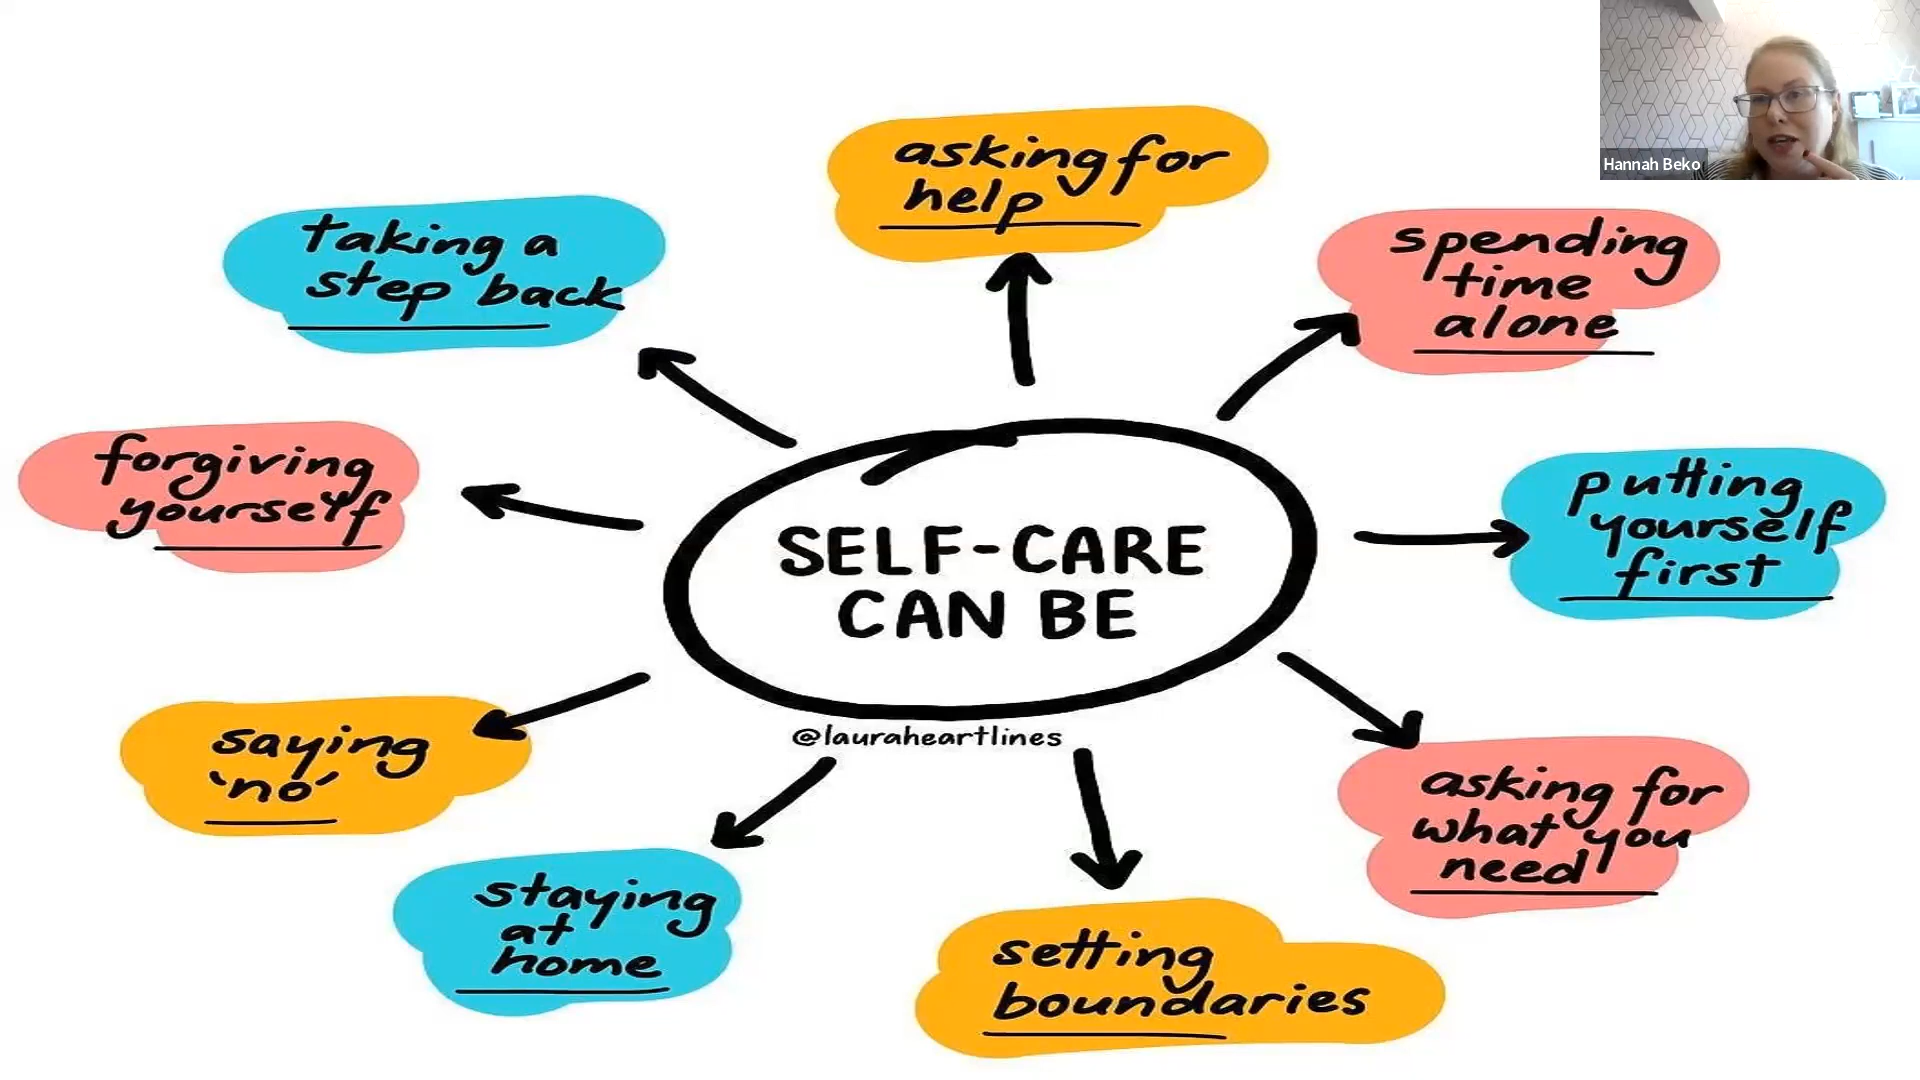 Hannah Beko
asking for
help
taking a
step back
spending
time
alone
forgiving
yourself
putting
yourself
first
SELF-CARE
CAN BE
@lauraheartlines
saying
'no'
asking for
what you
need
staying
at
home
setting
boundaries